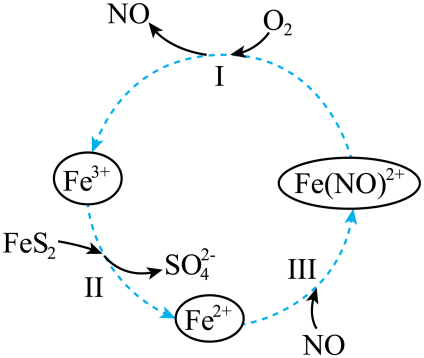 NO
O₂
I
Fe³⁺
Fe(NO)²⁺
FeS₂
SO₄²⁻
III
II
Fe²⁺
NO